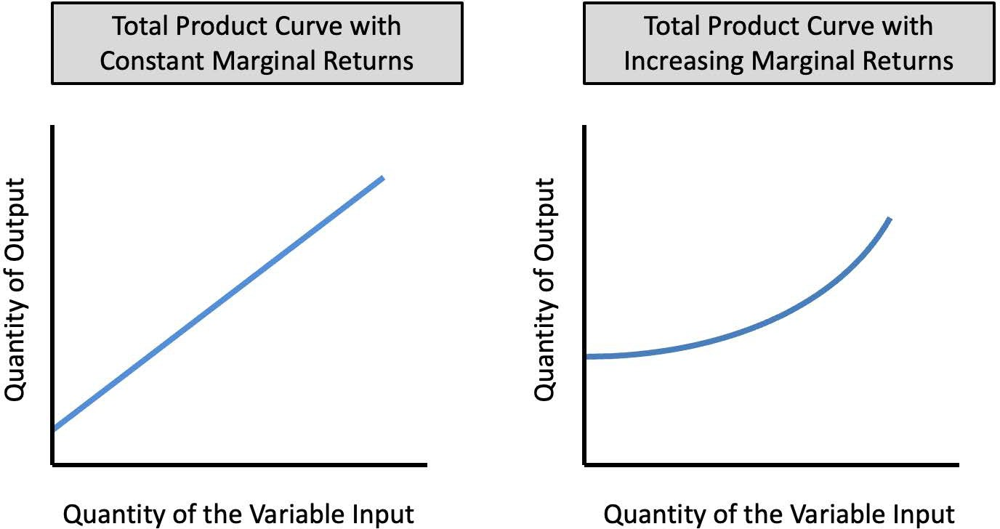 Total Product Curve with
Constant Marginal Returns
Quantity of Output
Quantity of the Variable Input
Total Product Curve with
Increasing Marginal Returns
Quantity of Output
Quantity of the Variable Input